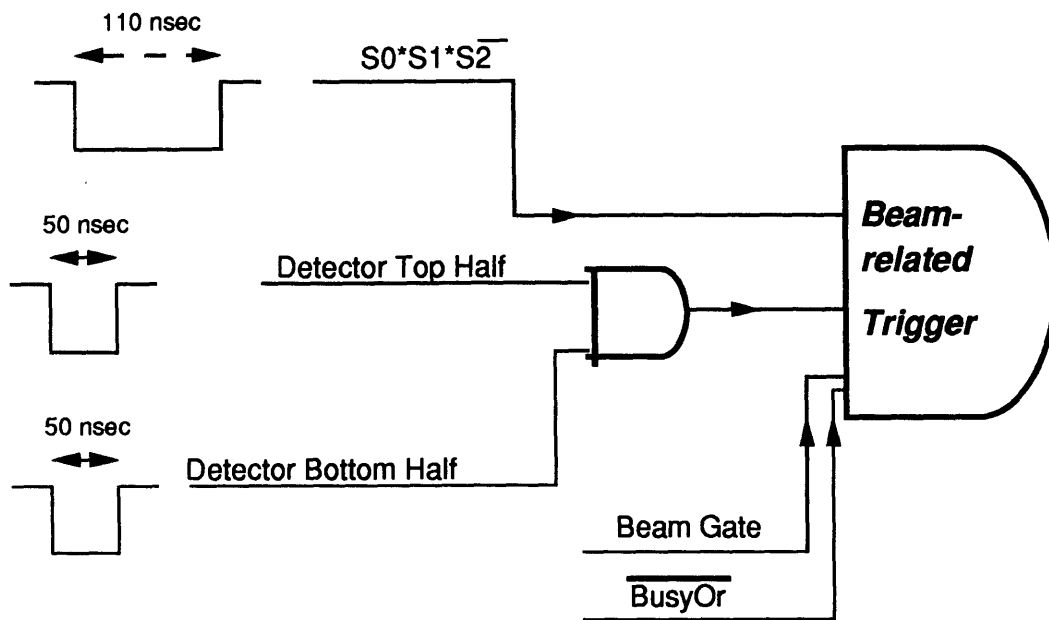 110 nsec
S0*S1*S2̅
50 nsec
Detector Top Half
Beam-
related
Trigger
50 nsec
Detector Bottom Half
Beam Gate
B̅u̅s̅y̅O̅r̅